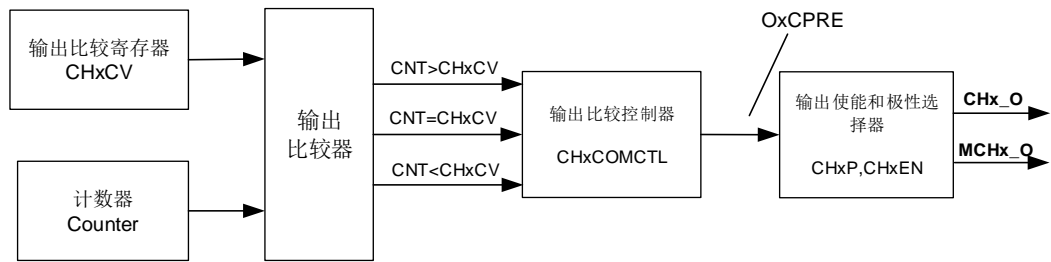 输出比较寄存器
CHxCV
计数器
Counter
输出
比较器
CNT>CHxCV
CNT=CHxCV
CNT<CHxCV
输出比较控制器
CHxCOMCTL
OxCPRE
输出使能和极性选
择器
CHxP,CHxEN
CHx_O
MCHx_O